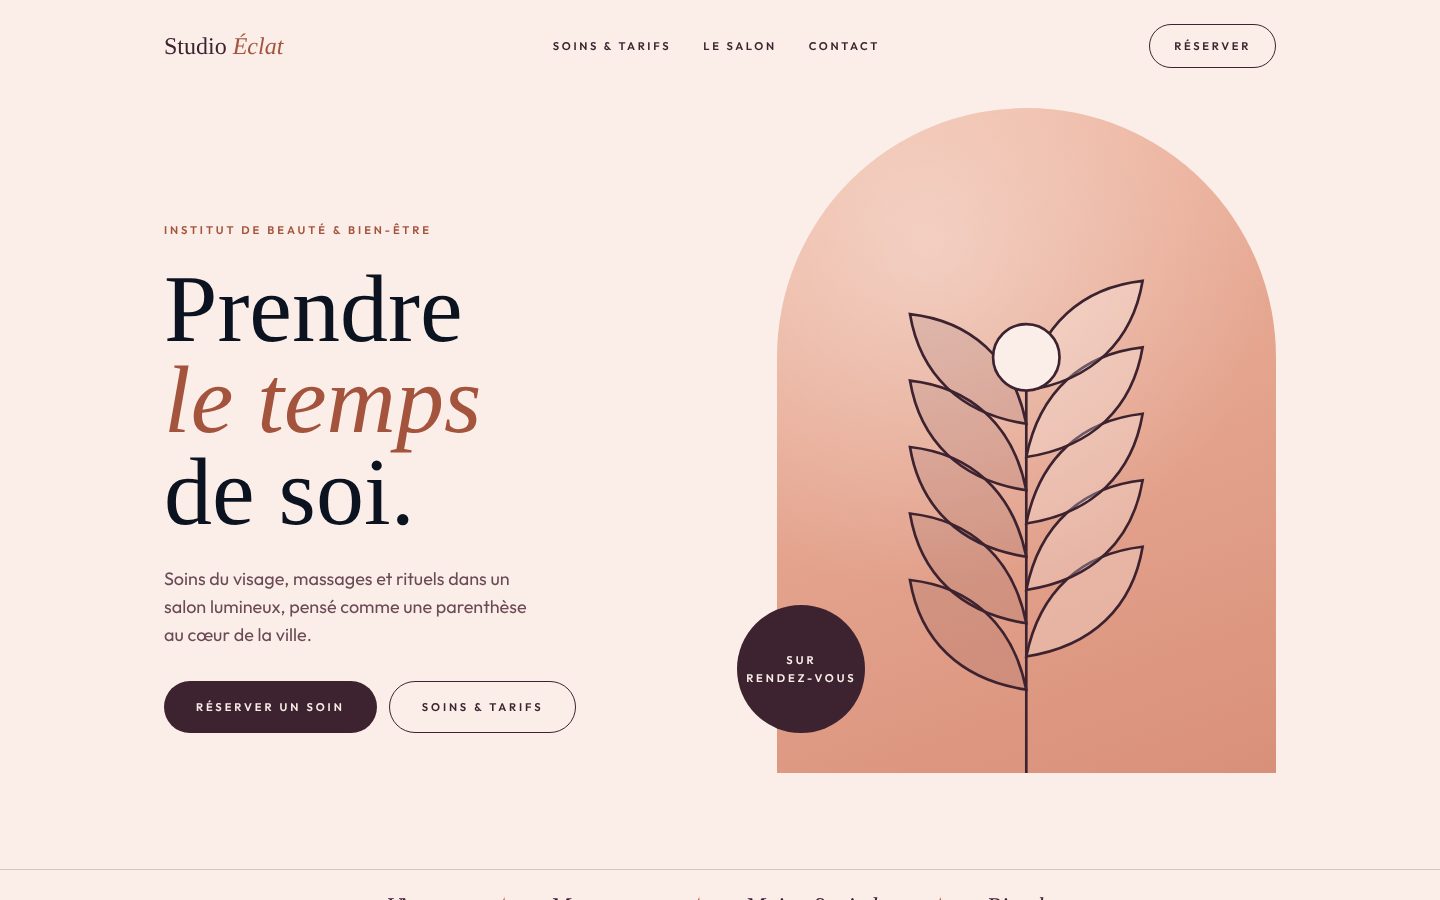 Studio Éclat
SOINS & TARIFS
LE SALON
CONTACT
RÉSERVER
INSTITUT DE BEAUTÉ & BIEN-ÊTRE
Prendre
le temps
de soi.
Soins du visage, massages et rituels dans un
salon lumineux, pensé comme une parenthèse
au cœur de la ville.
RÉSERVER UN SOIN
SOINS & TARIFS
SUR
RENDEZ-VOUS